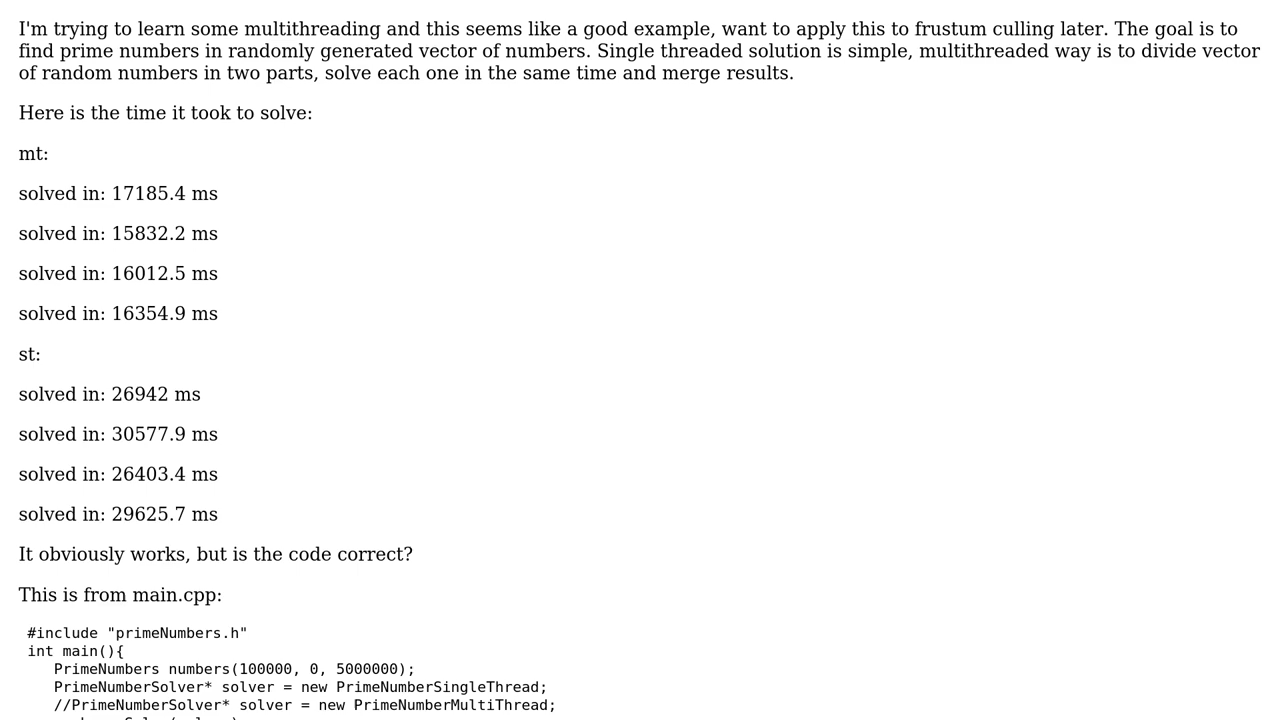 I'm trying to learn some multithreading and this seems like a good example, want to apply this to frustum culling later. The goal is to
find prime numbers in randomly generated vector of numbers. Single threaded solution is simple, multithreaded way is to divide vector
of random numbers in two parts, solve each one in the same time and merge results.
Here is the time it took to solve:
mt:
solved in: 17185.4 ms
solved in: 15832.2 ms
solved in: 16012.5 ms
solved in: 16354.9 ms
st:
solved in: 26942 ms
solved in: 30577.9 ms
solved in: 26403.4 ms
solved in: 29625.7 ms
It obviously works, but is the code correct?
This is from main.cpp:
#include "primeNumbers.h"
int main(){
PrimeNumbers numbers(100000, 0, 5000000);
PrimeNumberSolver* solver = new PrimeNumberSingleThread;
//PrimeNumberSolver* solver = new PrimeNumberMultiThread;